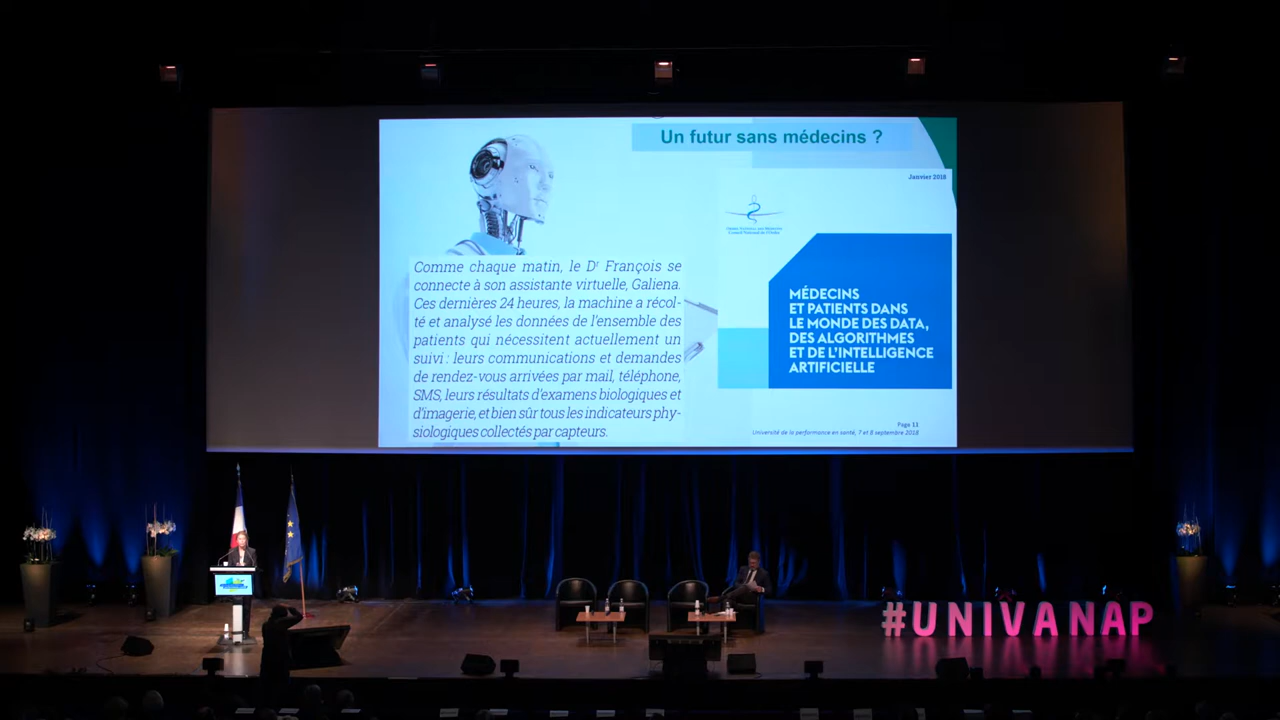 Un futur sans médecins ?
Janvier 2018
Comme chaque matin, le Dr François se
connecte à son assistante virtuelle, Galiena.
Ces dernières 24 heures, la machine a récol-
té et analysé les données de l'ensemble des
patients qui nécessitent actuellement un
suivi : leurs communications et demandes
de rendez-vous arrivées par mail, téléphone,
SMS, leurs résultats d'examens biologiques et
d'imagerie, et bien sûr tous les indicateurs phy-
siologiques collectés par capteurs.
MÉDECINS
ET PATIENTS DANS
LE MONDE DES DATA,
DES ALGORITHMES
ET DE L'INTELLIGENCE
ARTIFICIELLE
Page 11
Université de la performance en santé, 7 et 8 septembre 2018
#UNIVANAP